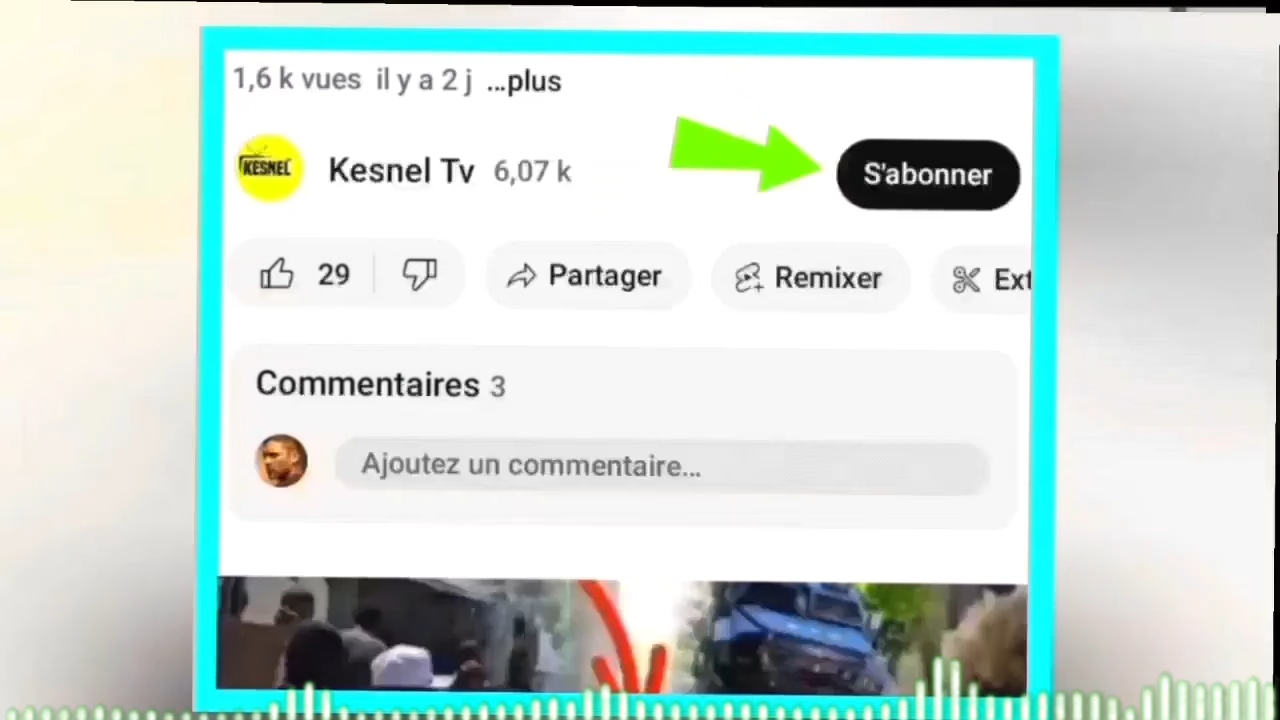 1,6 k vues il y a 2 j ...plus
KESNEL
Kesnel Tv 6,07 k
S'abonner
29
Partager
Remixer
Ext
Commentaires 3
Ajoutez un commentaire...